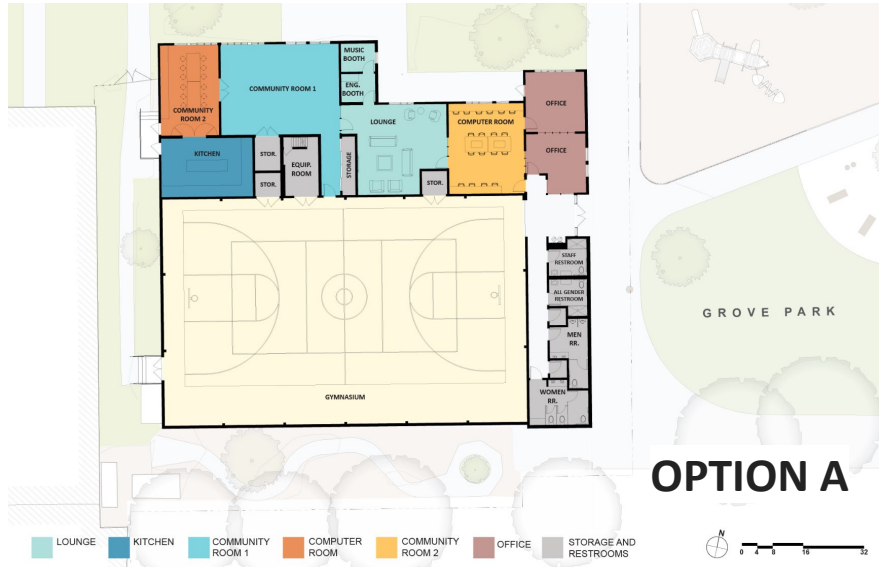 MUSIC
BOOTH
ENG.
BOOTH
COMMUNITY ROOM 1
COMMUNITY
ROOM 2
LOUNGE
COMPUTER ROOM
OFFICE
OFFICE
KITCHEN
STOR.
STOR.
EQUIP.
ROOM
STORAGE
STOR.
STAFF
RESTROOM
ALL GENDER
RESTROOM
MEN
RR.
WOMEN
RR.
GYMNASIUM
GROVE PARK
OPTION A
LOUNGE
KITCHEN
COMMUNITY
ROOM 1
COMPUTER
ROOM
COMMUNITY
ROOM 2
OFFICE
STORAGE AND
RESTROOMS
N
0 4 8 16 32